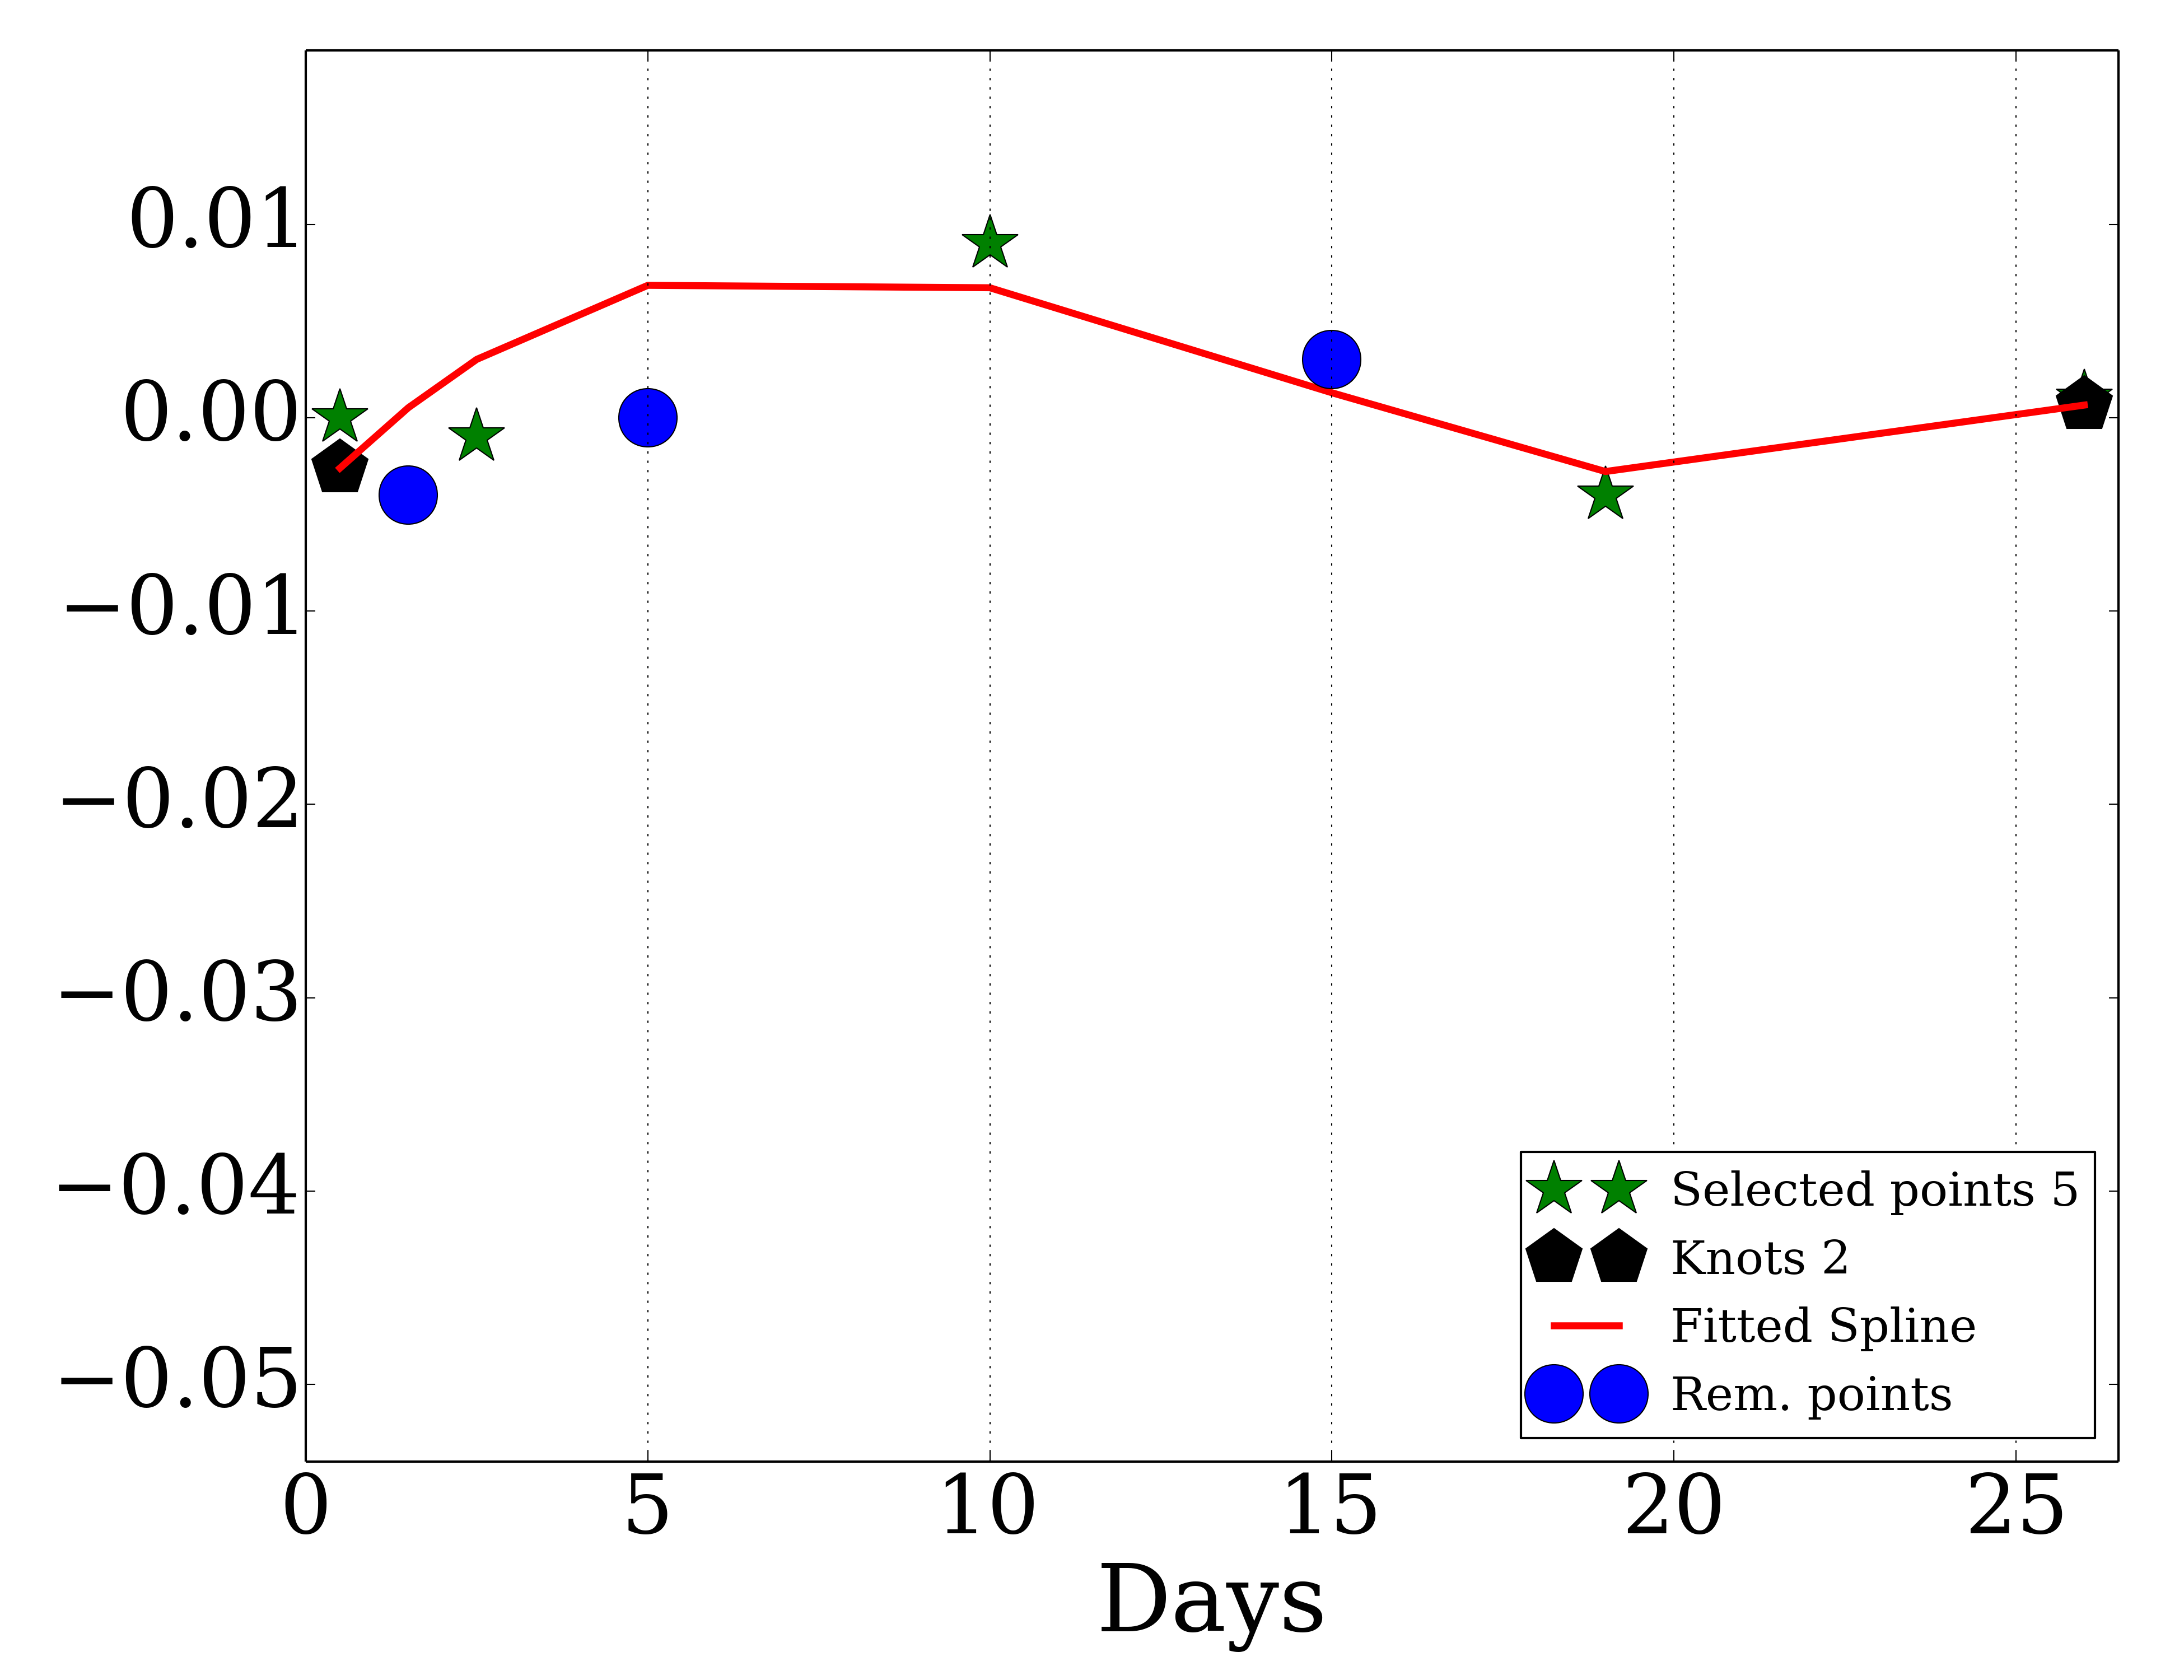 0.01
0.00
−0.01
−0.02
−0.03
−0.04
−0.05
Selected points 5
Knots 2
Fitted Spline
Rem. points
0 5 10 15 20 25
Days